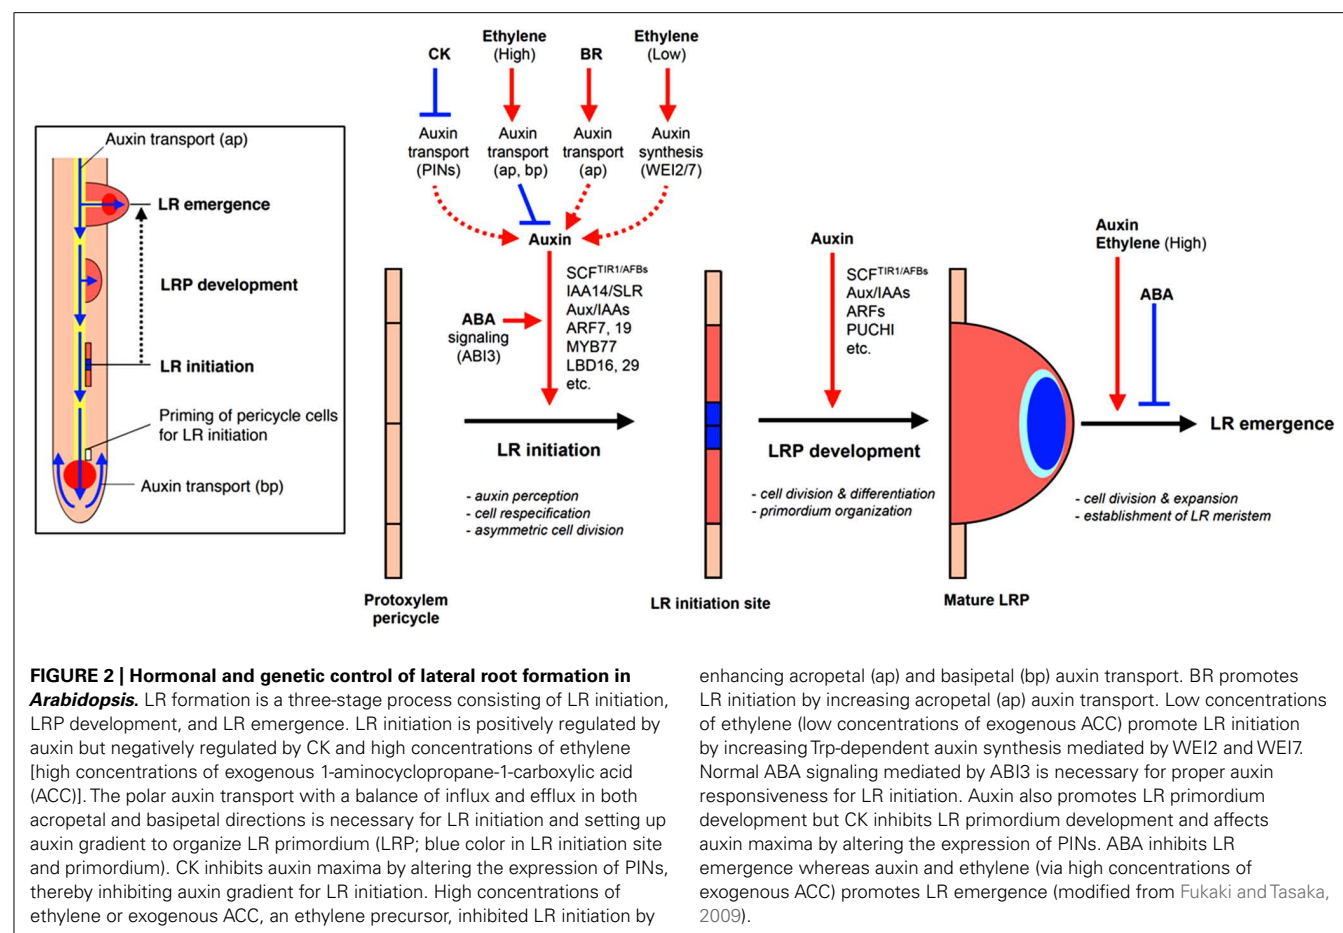 Auxin transport (ap)
LR emergence
LRP development
LR initiation
Priming of pericycle cells
for LR initiation
Auxin transport (bp)
CK
Ethylene
(High)
BR
Ethylene
(Low)
Auxin
transport
(PINs)
Auxin
transport
(ap, bp)
Auxin
transport
(ap)
Auxin
synthesis
(WEI2/7)
Auxin
SCFTIR1/AFBs
IAA14/SLR
Aux/IAAs
ARF7, 19
MYB77
LBD16, 29
etc.
ABA
signaling
(ABI3)
LR initiation
- auxin perception
- cell respecification
- asymmetric cell division
Protoxylem
pericycle
LR initiation site
Auxin
SCFTIR1/AFBs
Aux/IAAs
ARFs
PUCHI
etc.
LRP development
- cell division & differentiation
- primordium organization
Mature LRP
Auxin
Ethylene (High)
ABA
LR emergence
- cell division & expansion
- establishment of LR meristem
FIGURE 2 | Hormonal and genetic control of lateral root formation in
Arabidopsis. LR formation is a three-stage process consisting of LR initiation,
LRP development, and LR emergence. LR initiation is positively regulated by
auxin but negatively regulated by CK and high concentrations of ethylene
[high concentrations of exogenous 1-aminocyclopropane-1-carboxylic acid
(ACC)]. The polar auxin transport with a balance of influx and efflux in both
acropetal and basipetal directions is necessary for LR initiation and setting up
auxin gradient to organize LR primordium (LRP; blue color in LR initiation site
and primordium). CK inhibits auxin maxima by altering the expression of PINs,
thereby inhibiting auxin gradient for LR initiation. High concentrations of
ethylene or exogenous ACC, an ethylene precursor, inhibited LR initiation by
enhancing acropetal (ap) and basipetal (bp) auxin transport. BR promotes
LR initiation by increasing acropetal (ap) auxin transport. Low concentrations
of ethylene (low concentrations of exogenous ACC) promote LR initiation
by increasing Trp-dependent auxin synthesis mediated by WEI2 and WEI7.
Normal ABA signaling mediated by ABI3 is necessary for proper auxin
responsiveness for LR initiation. Auxin also promotes LR primordium
development but CK inhibits LR primordium development and affects
auxin maxima by altering the expression of PINs. ABA inhibits LR
emergence whereas auxin and ethylene (via high concentrations of
exogenous ACC) promotes LR emergence (modified from Fukaki and Tasaka,
2009).